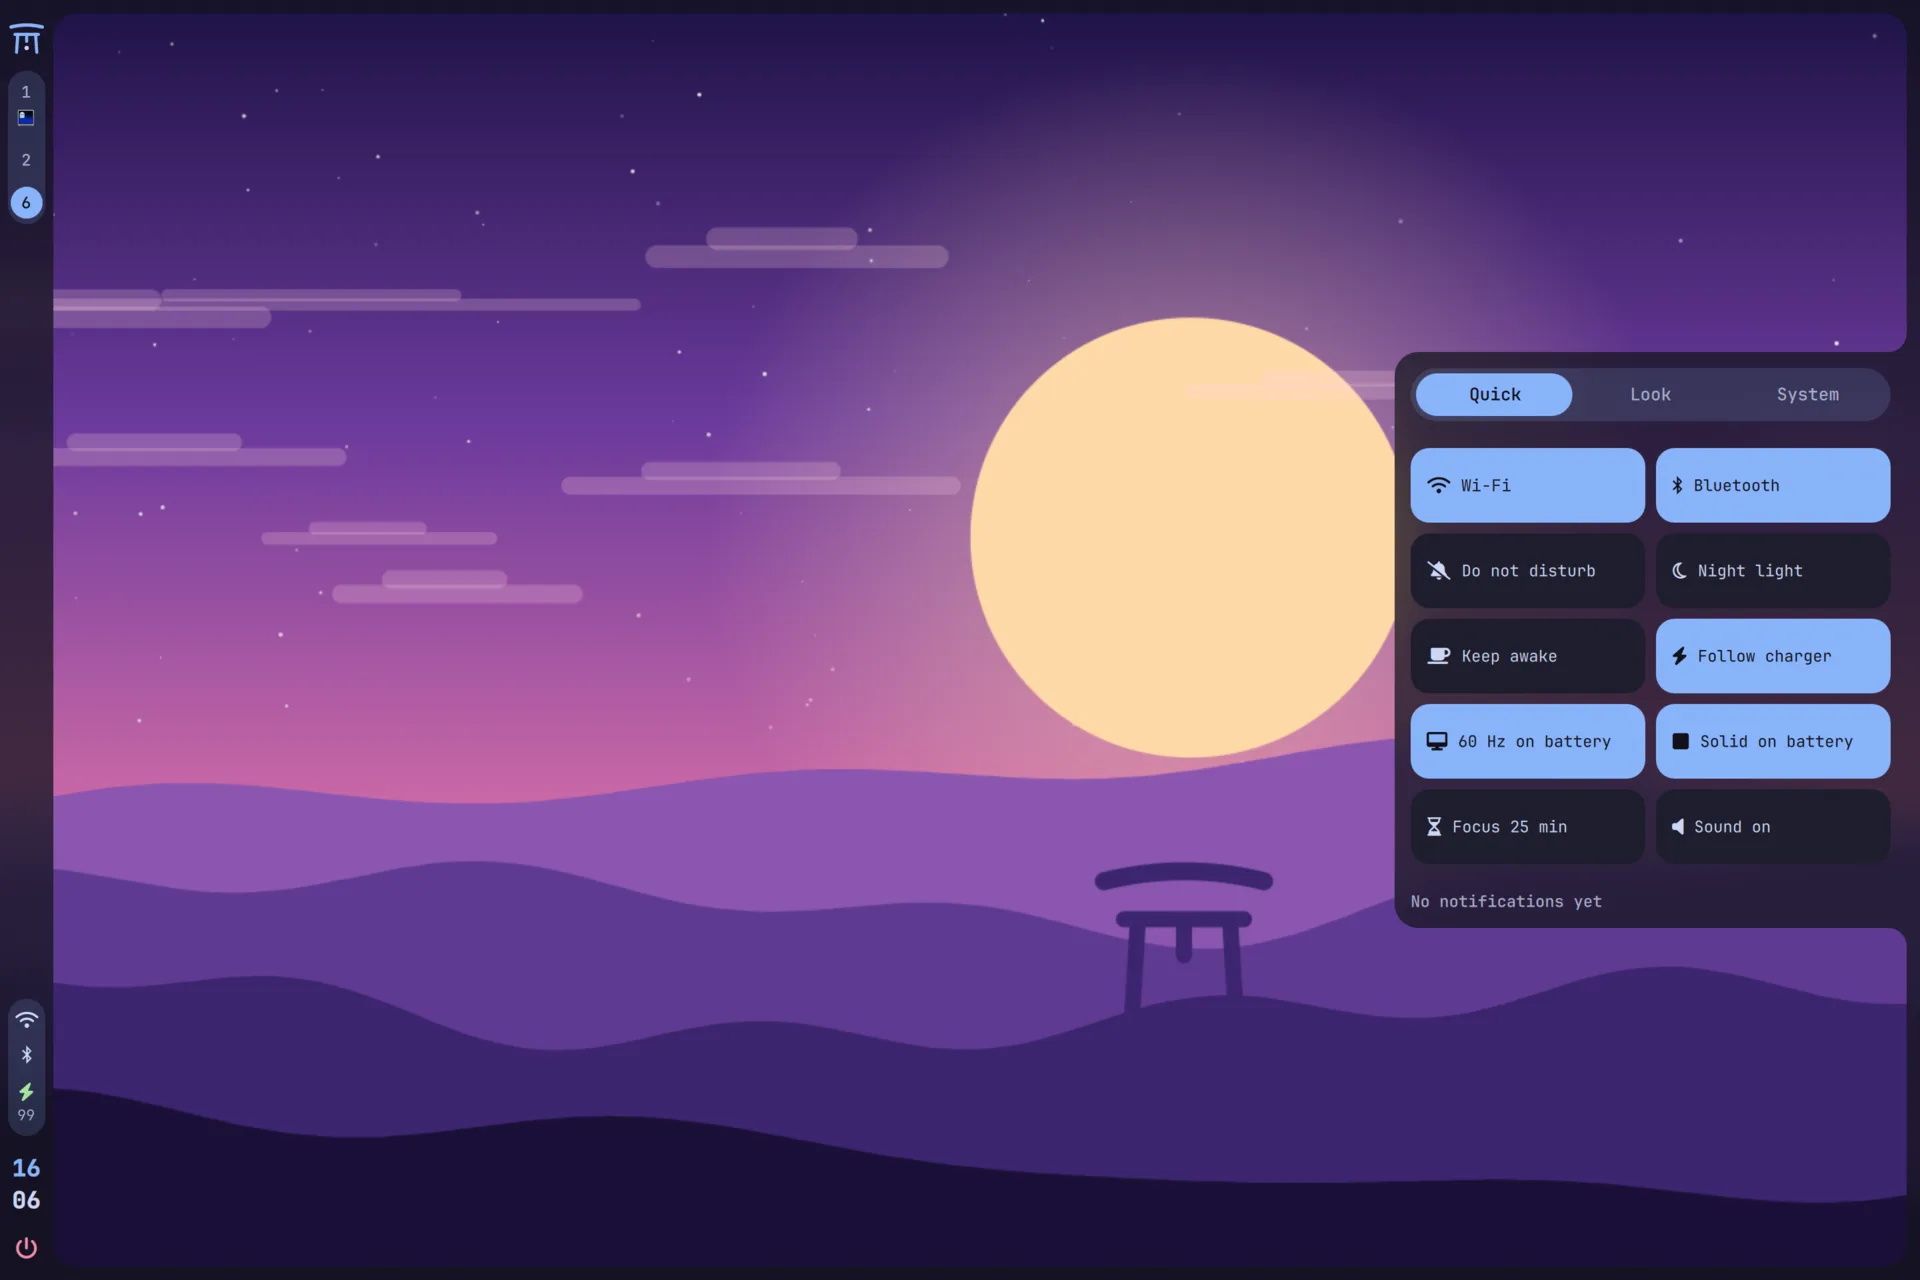 1
2
6
99
16
06
Quick Look System
Wi-Fi Bluetooth
Do not disturb Night light
Keep awake Follow charger
60 Hz on battery Solid on battery
Focus 25 min Sound on
No notifications yet